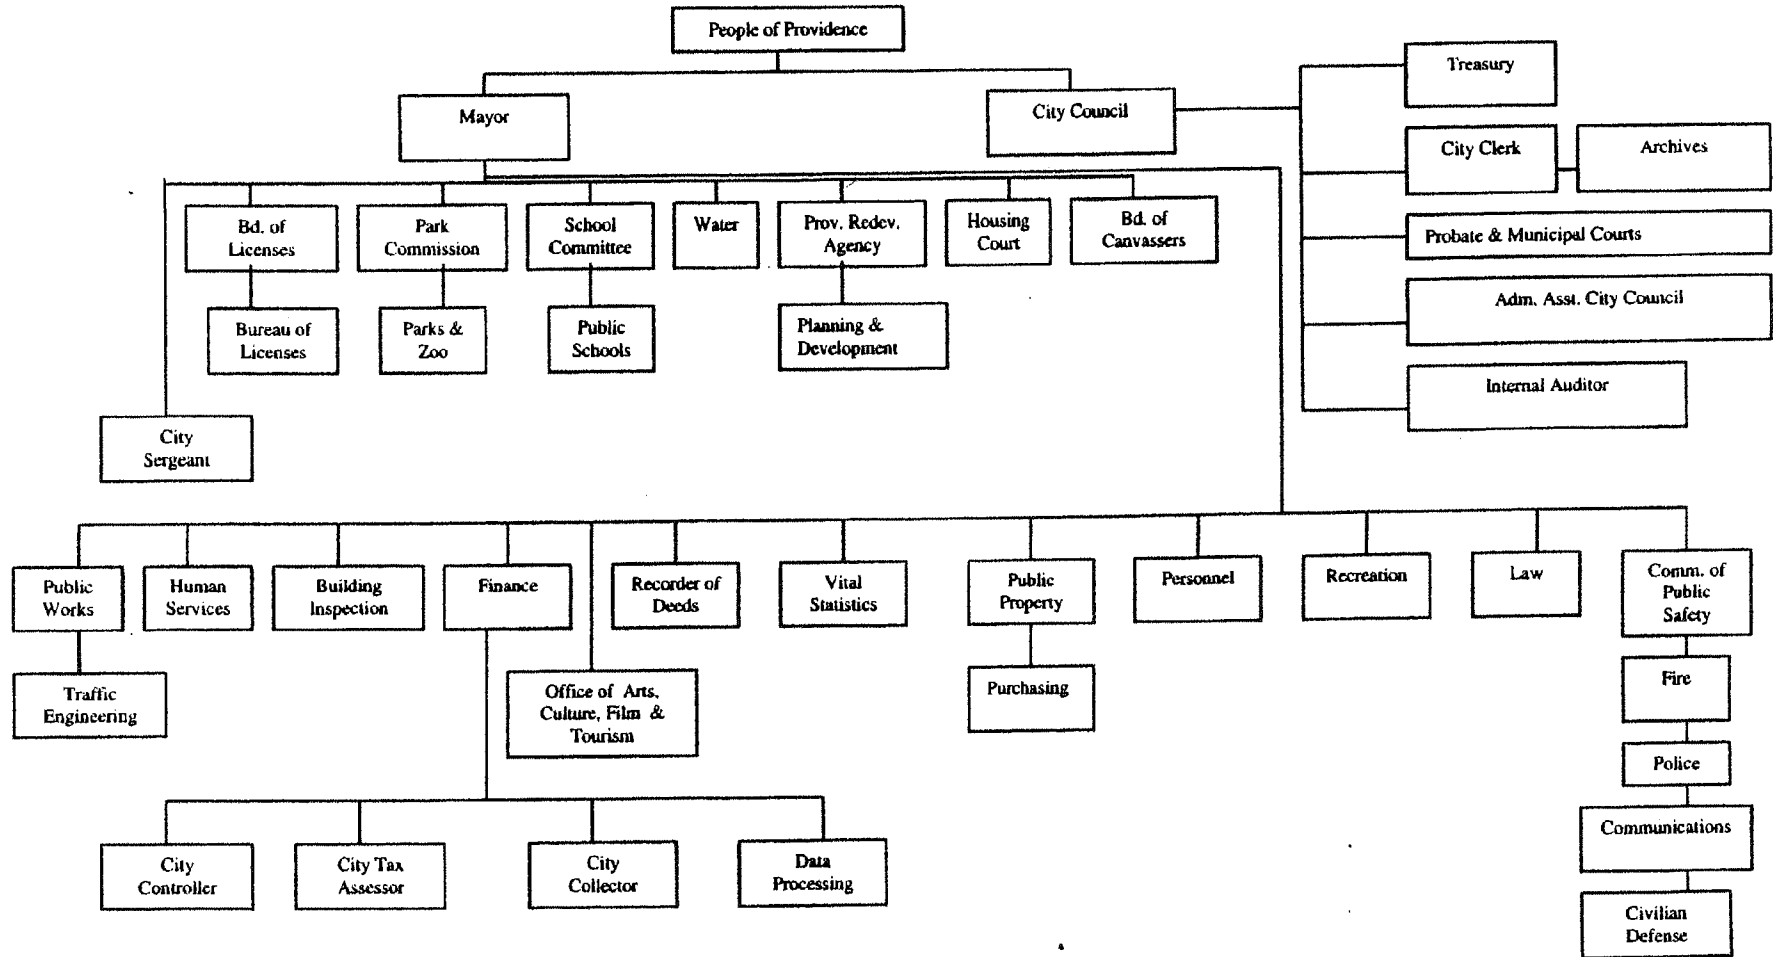 People of Providence
Mayor
City Council
Treasury
City Clerk
Archives
Probate & Municipal Courts
Adm. Asst. City Council
Internal Auditor
Bd. of
Licenses
Park
Commission
School
Committee
Water
Prov. Redev.
Agency
Housing
Court
Bd. of
Canvassers
Bureau of
Licenses
Parks &
Zoo
Public
Schools
Planning &
Development
City
Sergeant
Public
Works
Human
Services
Building
Inspection
Finance
Recorder of
Deeds
Vital
Statistics
Public
Property
Personnel
Recreation
Law
Comm. of
Public
Safety
Traffic
Engineering
Office of Arts,
Culture, Film &
Tourism
Purchasing
Fire
Police
Communications
Civilian
Defense
City
Controller
City Tax
Assessor
City
Collector
Data
Processing